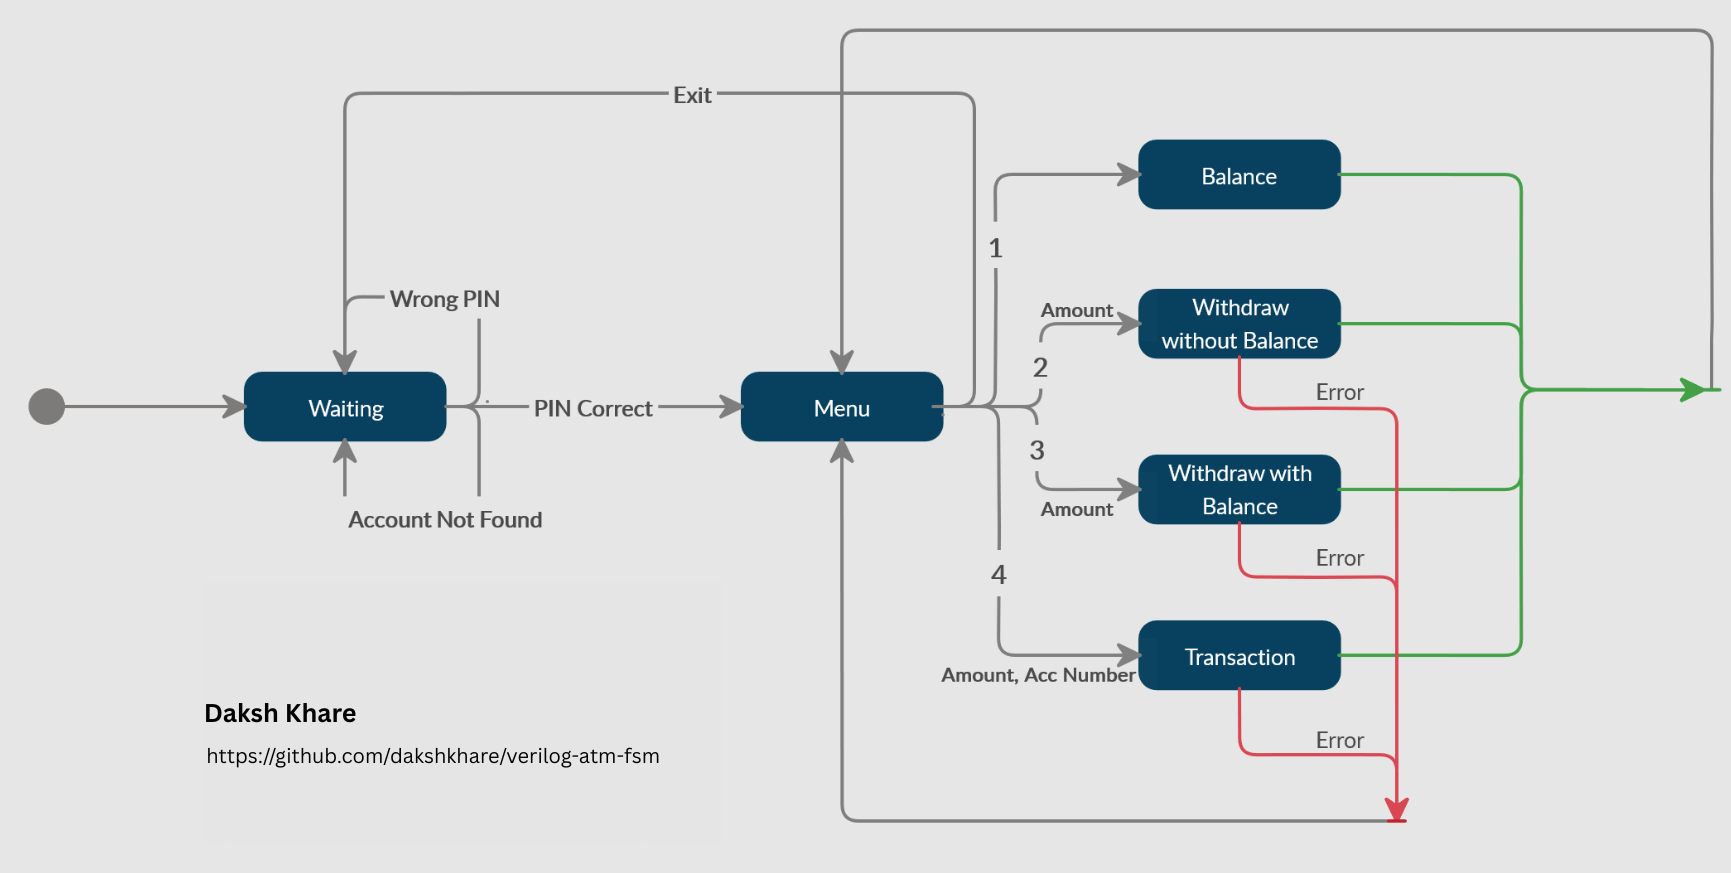 Exit
Balance
1
Wrong PIN
Amount
Withdraw
without Balance
2
Error
Waiting
PIN Correct
Menu
3
Withdraw with
Balance
Amount
Account Not Found
Error
4
Transaction
Amount, Acc Number
Daksh Khare
Error
https://github.com/dakshkhare/verilog-atm-fsm